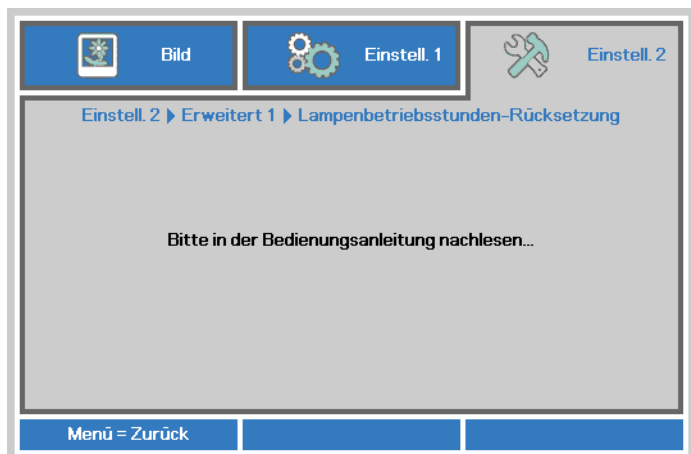 Bild
Einstell. 1
Einstell. 2
Einstell. 2 ▶ Erweitert 1 ▶ Lampenbetriebsstunden-Rücksetzung
Bitte in der Bedienungsanleitung nachlesen...
Menü = Zurück